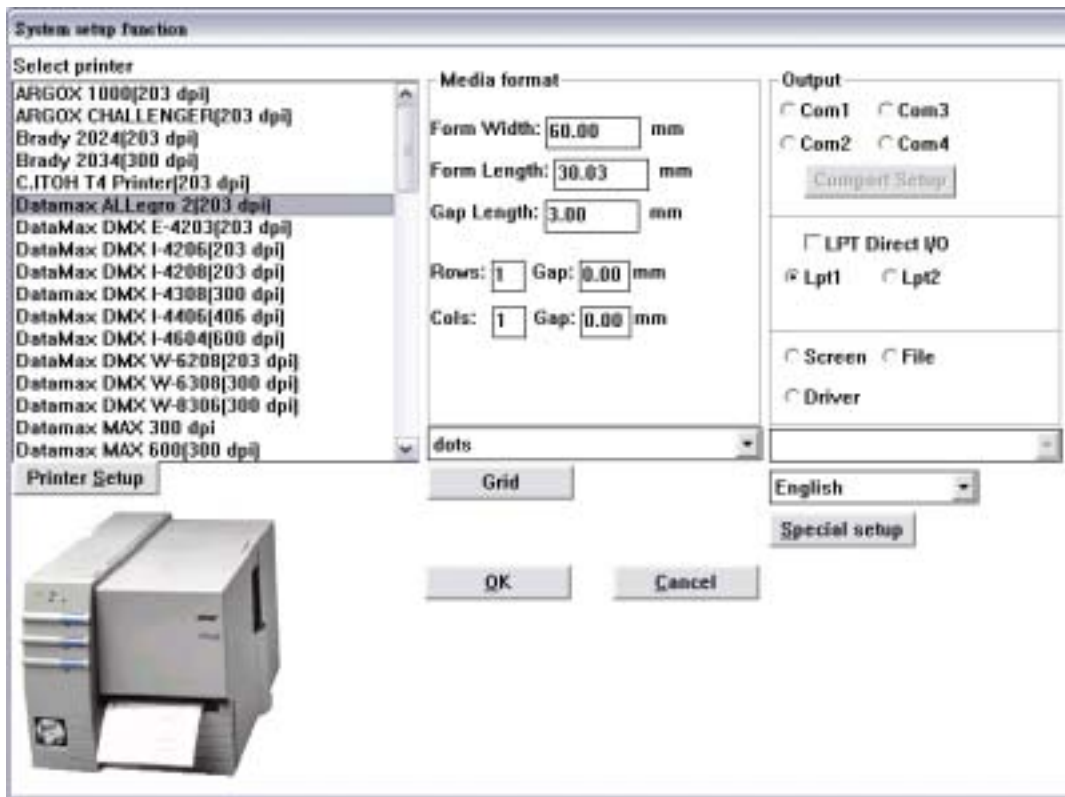 System setup function
Select printer
ARGOX 1000(203 dpi)
ARGOX CHALLENGER(203 dpi)
Brady 2024(203 dpi)
Brady 2034(300 dpi)
C.ITOH T4 Printer(203 dpi)
Datamax ALLegro 2(203 dpi)
DataMax DMX E-4203(203 dpi)
DataMax DMX I-4206(203 dpi)
DataMax DMX I-4208(203 dpi)
Datamax DMX I-4308(300 dpi)
DataMax DMX I-4406(406 dpi)
DataMax DMX I-4604(600 dpi)
DataMax DMX W-6208(203 dpi)
Datamax DMX W-6308(300 dpi)
Datamax DMX W-8306(300 dpi)
Datamax MAX 300 dpi
Datamax MAX 600(300 dpi)
Printer Setup
Media format
Form Width: 60.00 mm
Form Length: 30.03 mm
Gap Length: 3.00 mm
Rows: 1 Gap: 0.00 mm
Cols: 1 Gap: 0.00 mm
dots
Grid
OK Cancel
Output
Com1 Com3
Com2 Com4
Comport Setup
LPT Direct I/O
Lpt1 Lpt2
Screen File
Driver
English
Special setup